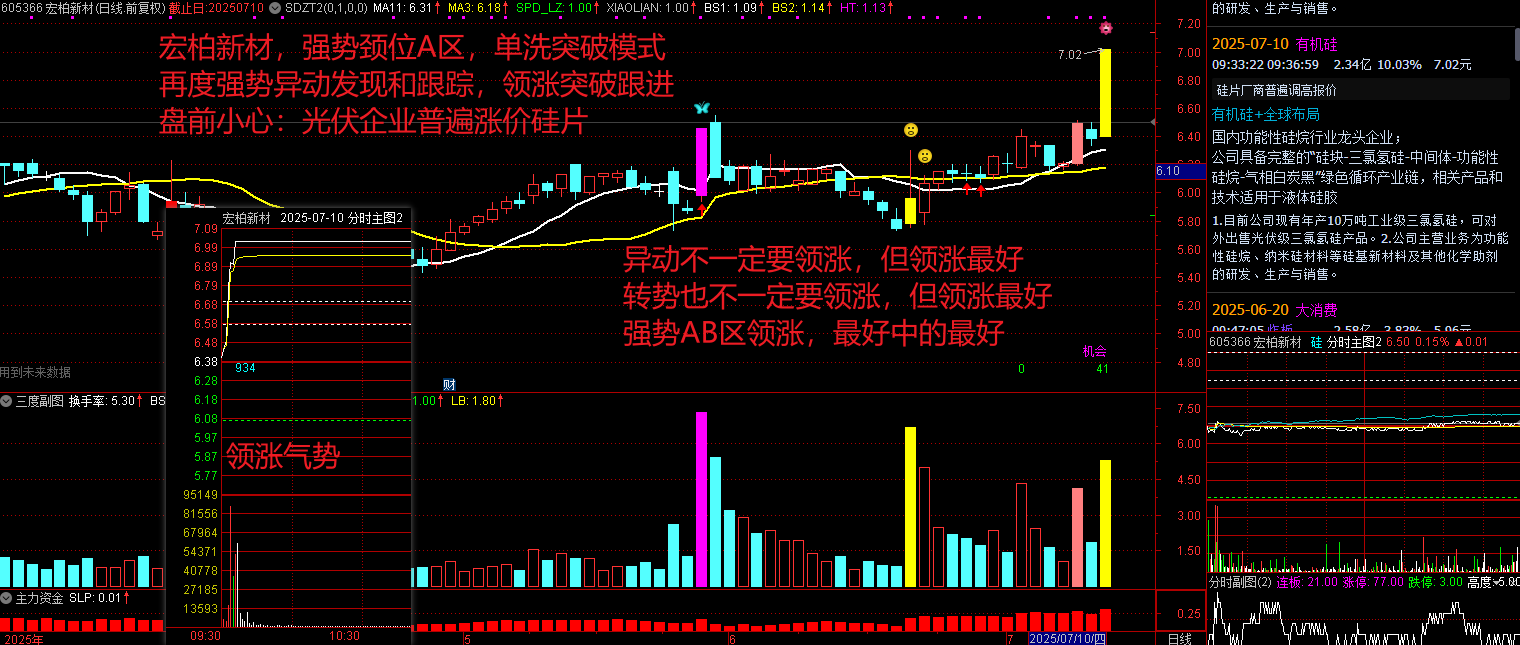 605366 宏柏新材(日线.前复权) 截止日:20250710 SDZT2(0,1,0,0) MA11: 6.31↑ MA3: 6.18↑ SPD_LZ: 1.00↑ XIAOLIAN: 1.00↑ BS1: 1.09↑ BS2: 1.14↑ HT: 1.13↑
宏柏新材，强势颈位A区，单洗突破模式
再度强势异动发现和跟踪，领涨突破跟进
盘前小心：光伏企业普遍涨价硅片
7.02
7.20
7.00
6.80
6.60
6.40
6.20
6.10
6.00
5.80
5.60
5.40
5.20
5.00
4.80
异动不一定要领涨，但领涨最好
转势也不一定要领涨，但领涨最好
强势AB区领涨，最好中的最好
机会
0
41
财
用到未来数据
宏柏新材 2025-07-10 分时主图2
7.09
6.99
6.89
6.79
6.68
6.58
6.48
6.38
6.28
6.18
6.08
5.97
5.87
5.77
95149
81556
67964
54371
40778
27185
13593
934
领涨气势
09:30
10:30
三度副图 换手率: 5.30↑ BS
1.00↑ LB: 1.80↑
7.50
6.00
4.50
3.00
1.50
主力资金 SLP: 0.01↑
0.25
2025年
5
6
7
2025/07/10/四
日线
的研发、生产与销售。
2025-07-10 有机硅
09:33:22 09:36:59 2.34亿 10.03% 7.02元
硅片厂商普遍调高报价
有机硅+全球布局
国内功能性硅烷行业龙头企业；
公司具备完整的“硅块-三氯氢硅-中间体-功能性
硅烷-气相白炭黑”绿色循环产业链，相关产品和
技术适用于液体硅胶
1.目前公司现有年产10万吨工业级三氯氢硅，可对
外出售光伏级三氯氢硅产品。2.公司主营业务为功能
性硅烷、纳米硅材料等硅基新材料及其他化学助剂
的研发、生产与销售。
2025-06-20 大消费
09:47:05 炸板 2.58亿 3.83% 5.96元
605366 宏柏新材 硅 分时主图2 6.50 0.15% ▲0.01
分时副图(2) 连板: 21.00 涨停: 77.00 跌停: 3.00 高度: 5.00